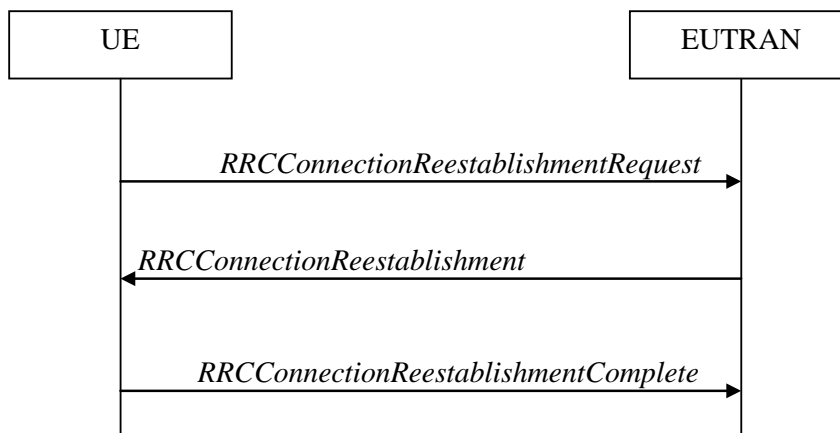 UE
EUTRAN
RRCConnectionReestablishmentRequest
RRCConnectionReestablishment
RRCConnectionReestablishmentComplete